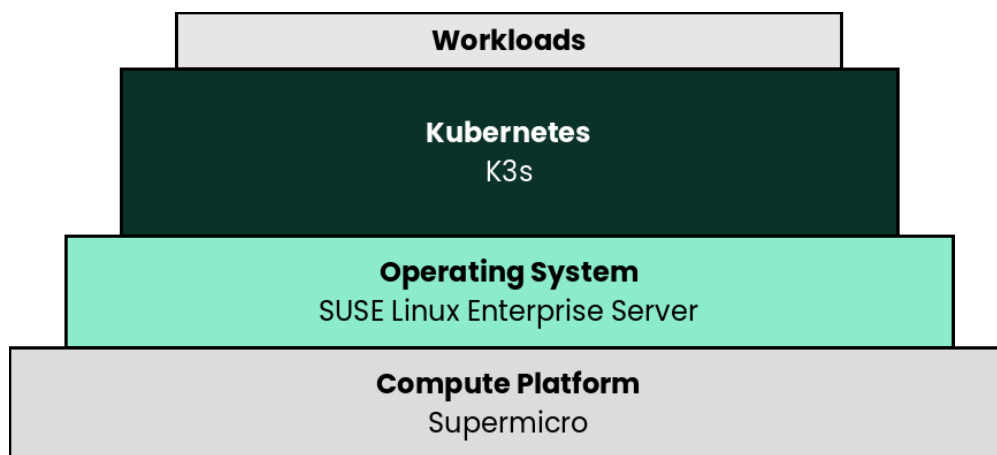 Workloads
Kubernetes
K3s
Operating System
SUSE Linux Enterprise Server
Compute Platform
Supermicro